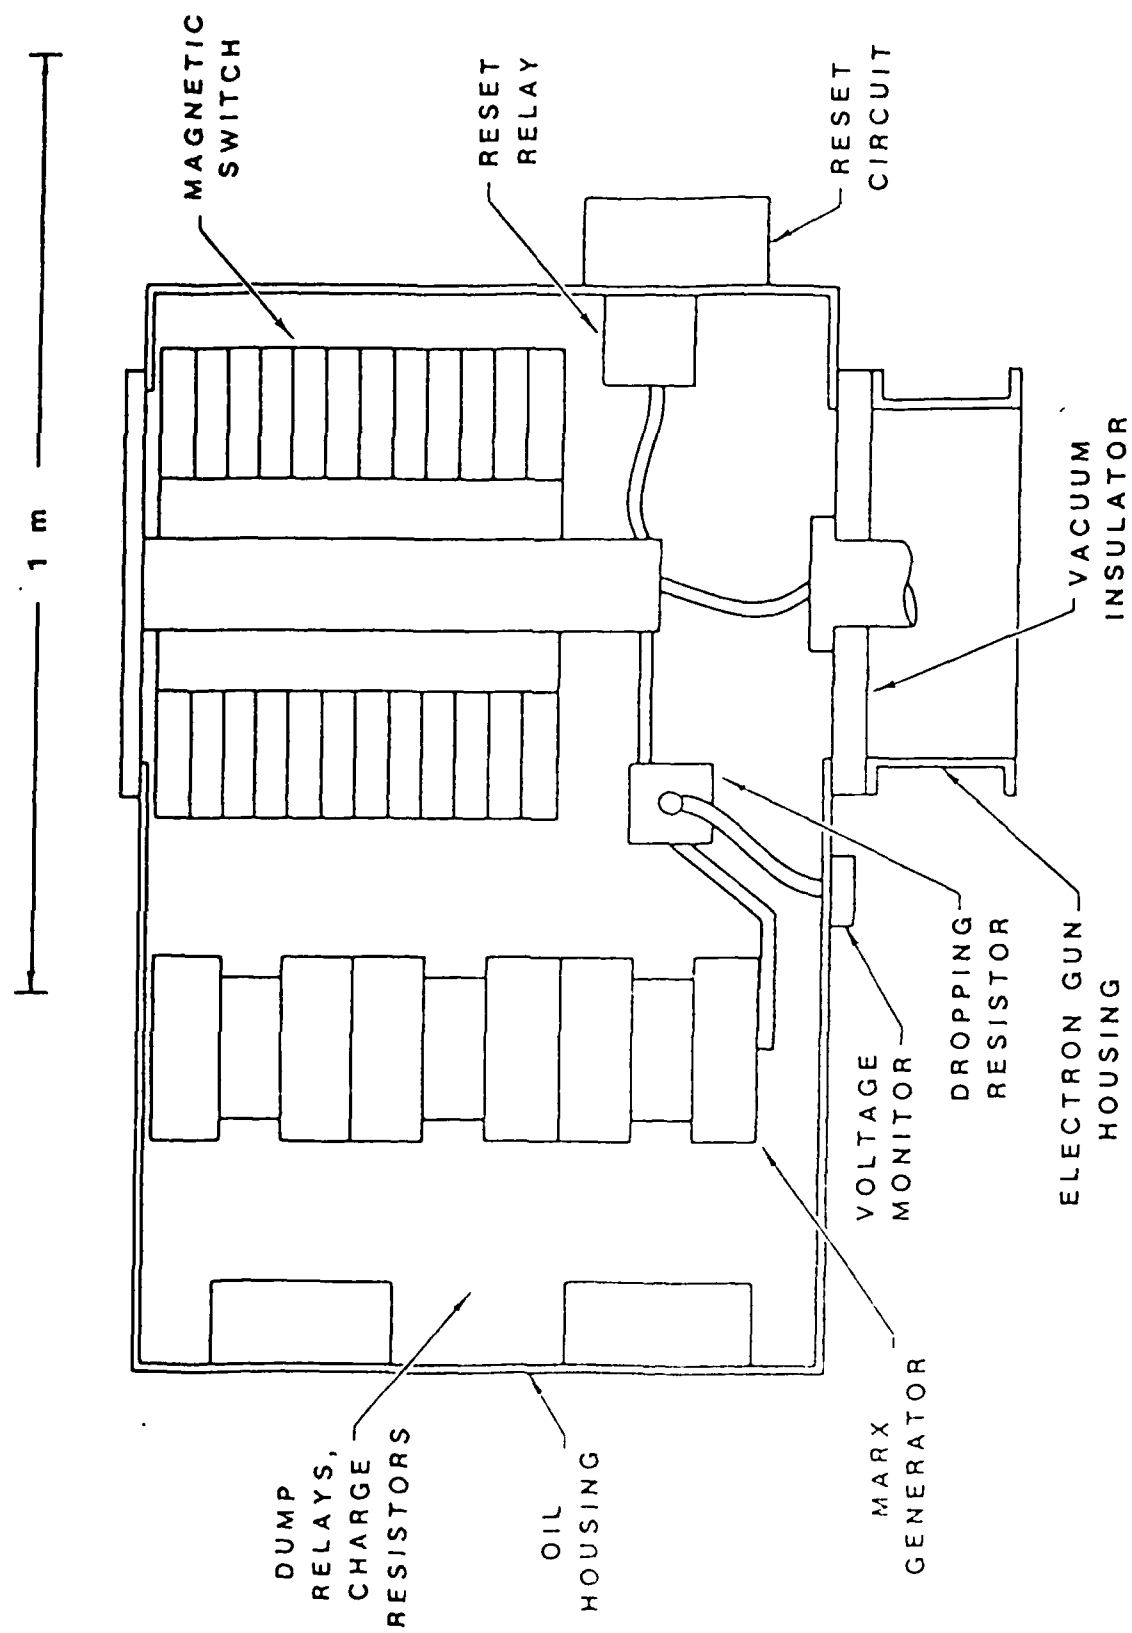 1 m
MAGNETIC
SWITCH
RESET
RELAY
RESET
CIRCUIT
VACUUM
INSULATOR
DROPPING
RESISTOR
ELECTRON GUN
HOUSING
VOLTAGE
MONITOR
MARX
GENERATOR
OIL
HOUSING
DUMP
RELAYS,
CHARGE
RESISTORS